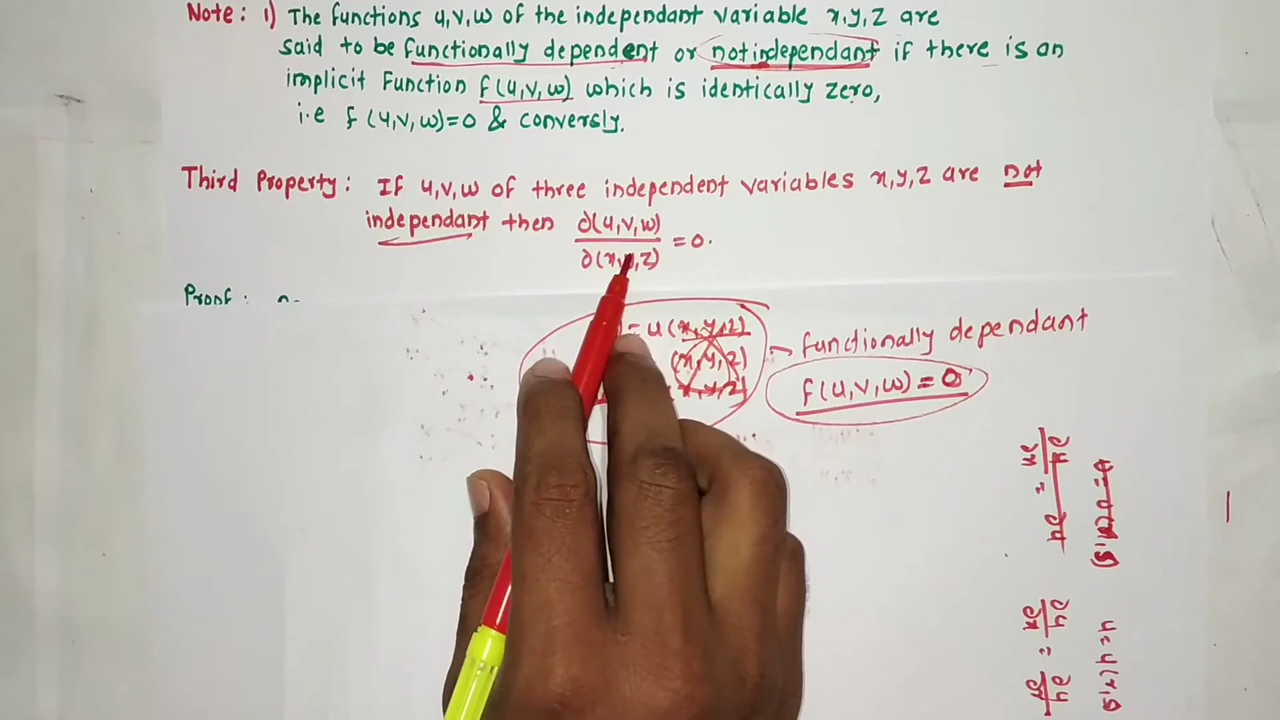 Note: 1) The functions u,v,w of the independant variable x,y,z are
said to be functionally dependent or not independant if there is an
implicit Function f(u,v,w) which is identically zero,
i.e f(u,v,w)=0 & conversly.
Third Property: If u,v,w of three independent variables x,y,z are not
independant then ∂(u,v,w)
= 0.
∂(x,y,z)
Proof:
= u(x,y,z)
functionally dependant
(x,y,z)
f(u,v,w) = 0
x,y,z)